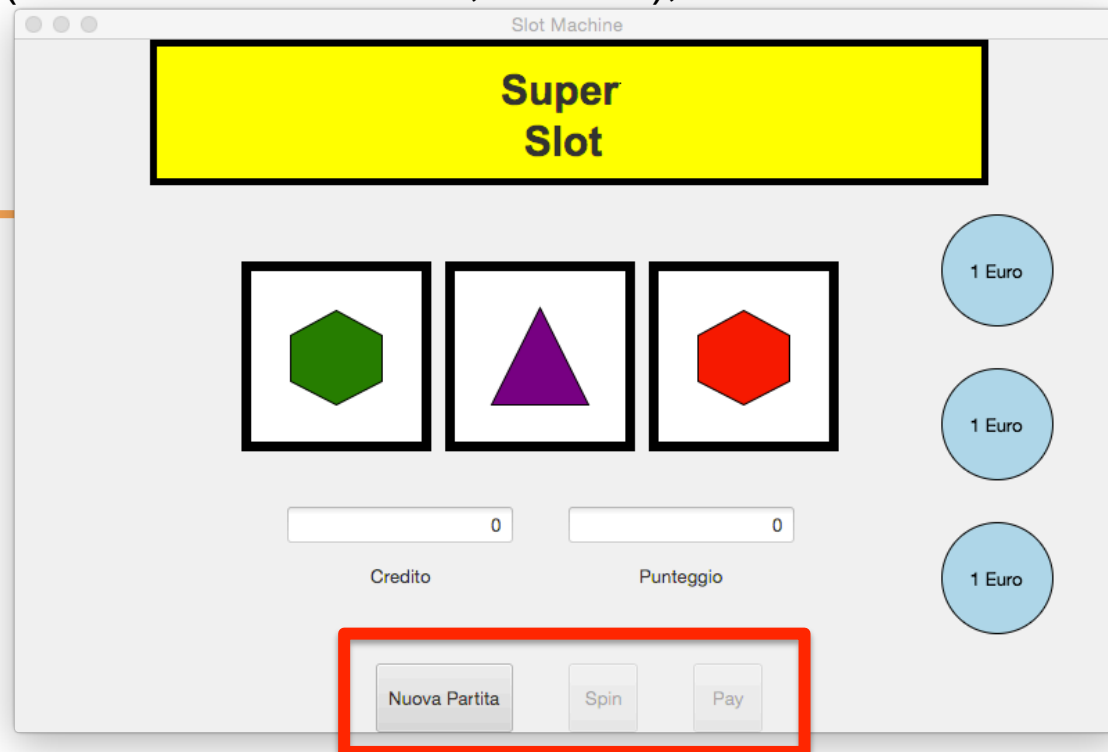 Slot Machine
Super
Slot
1 Euro
1 Euro
0 0
Credito Punteggio
1 Euro
Nuova Partita Spin Pay